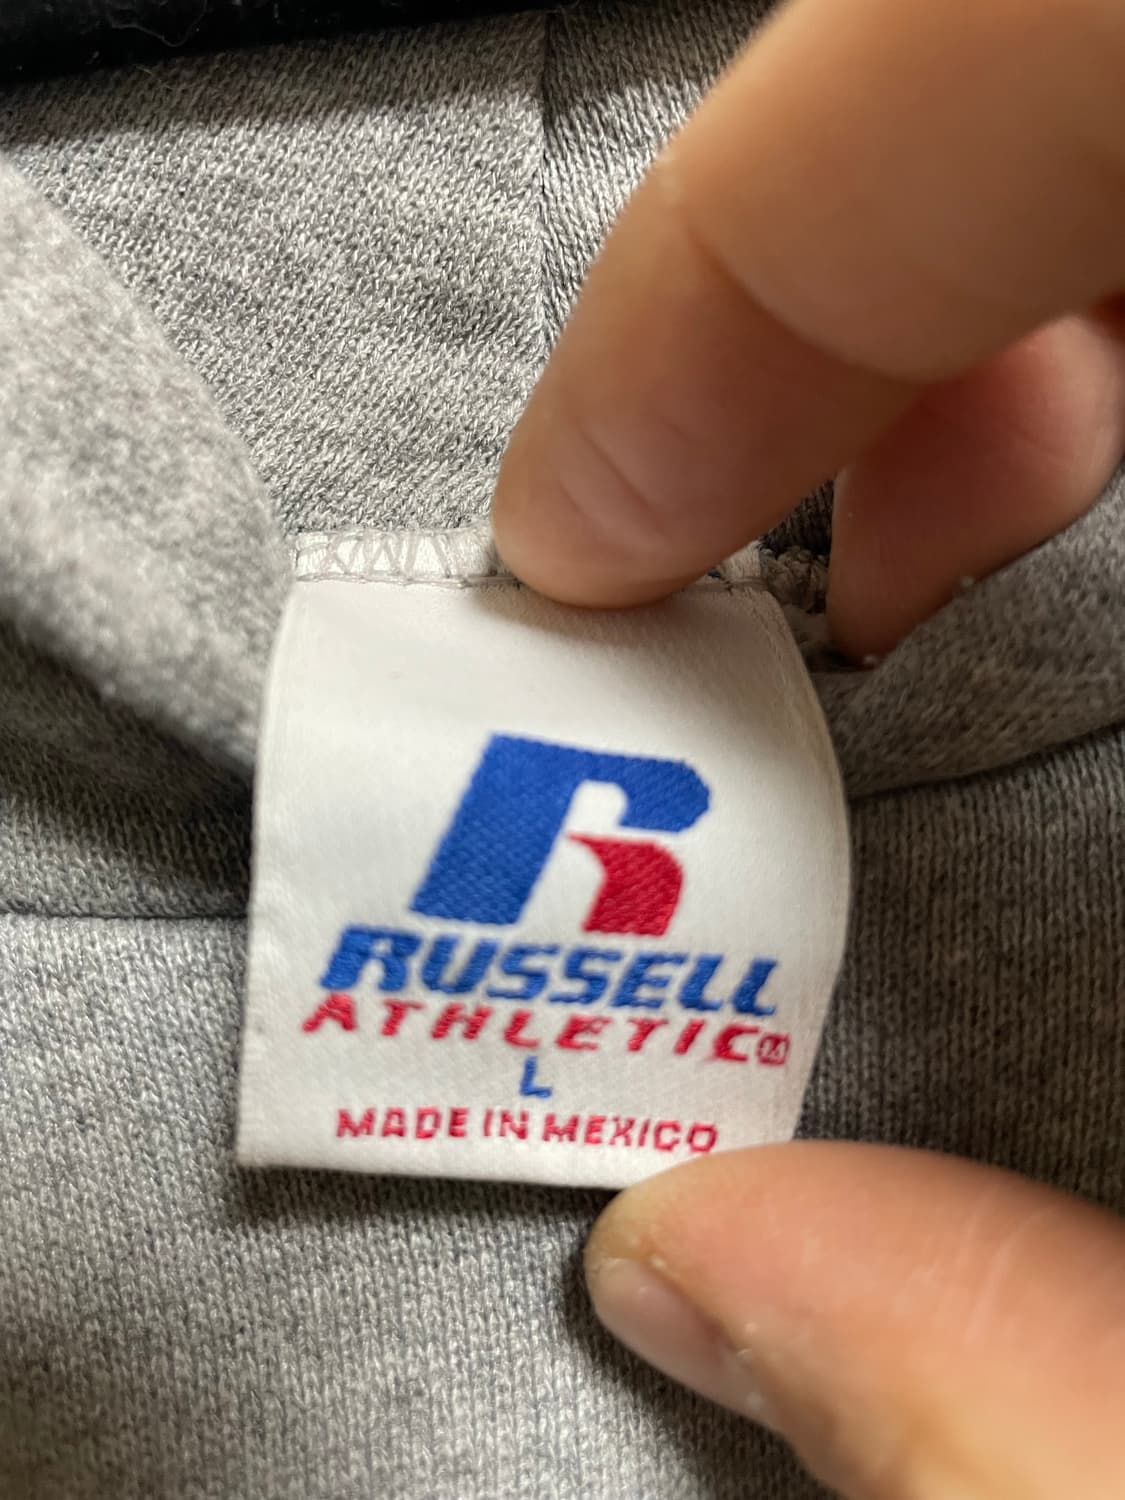 R
RUSSELL
ATHLETIC
L
MADE IN MEXICO